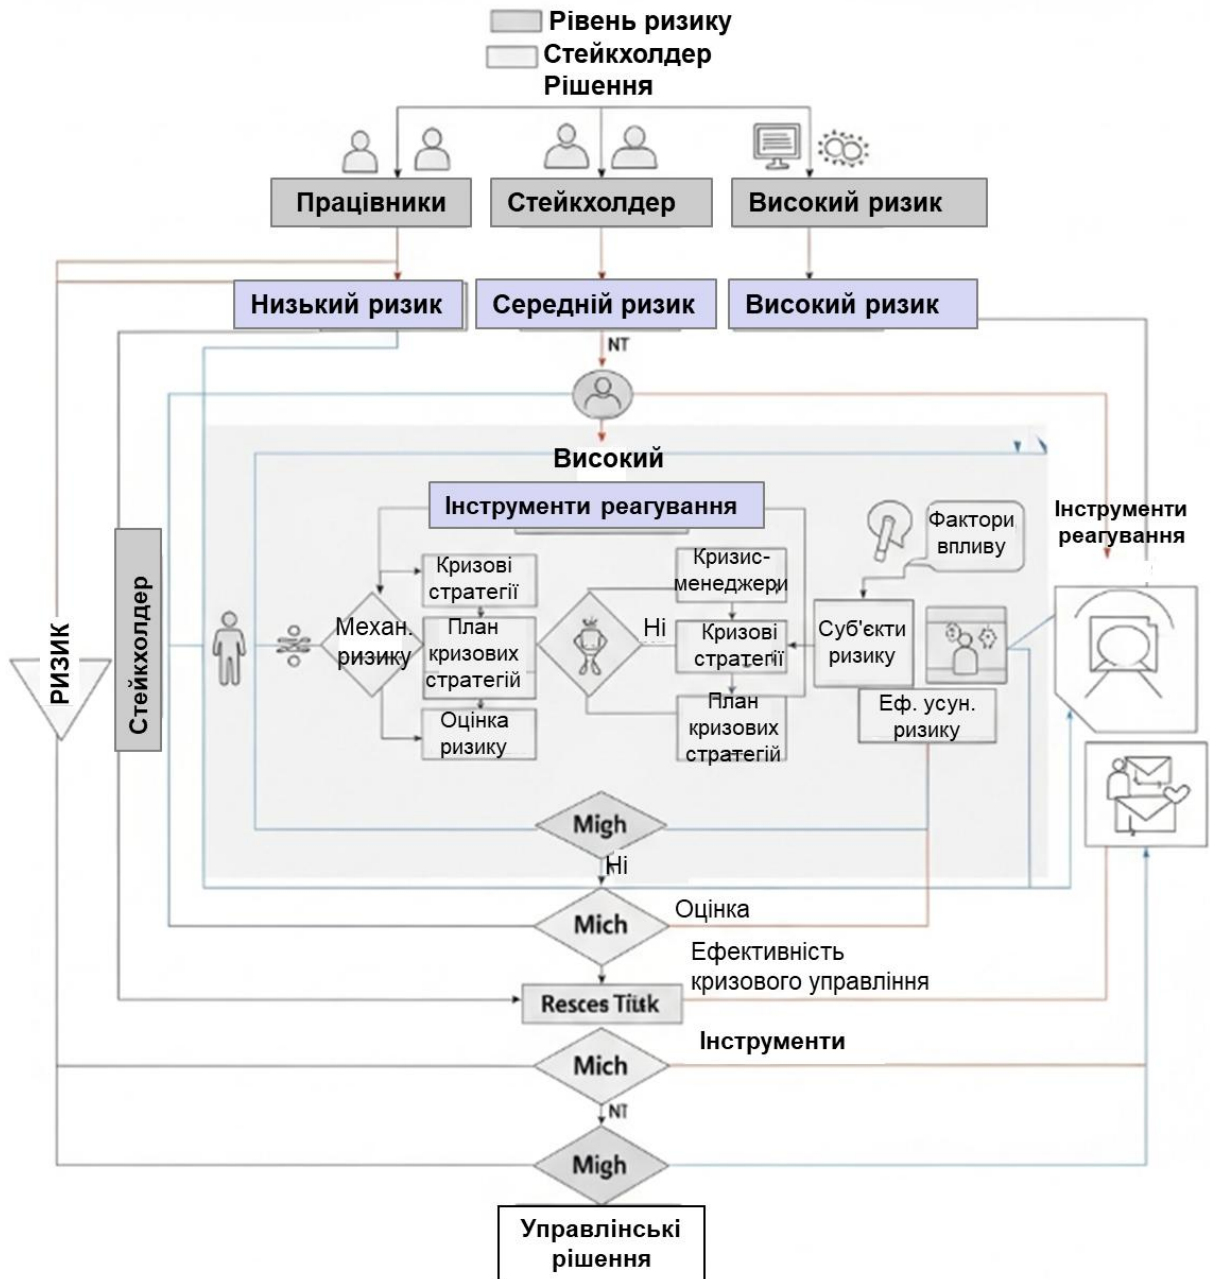 Рівень ризику
Стейкхолдер
Рішення
Працівники
Стейкхолдер
Високий ризик
Низький ризик
Середній ризик
Високий ризик
NT
Високий
Інструменти реагування
Інструменти
реагування
Фактори
впливу
Кризові
стратегії
Кризис-
менеджери
Механ.
ризику
План
кризових
стратегій
Ні
Кризові
стратегії
Суб'єкти
ризику
Оцінка
ризику
План
кризових
стратегій
Еф. усун.
ризику
РИЗИК
Стейкхолдер
Migh
Ні
Mich
Оцінка
Ефективність
кризового управління
Resces
Mich
Інструменти
NT
Migh
Управлінські
рішення